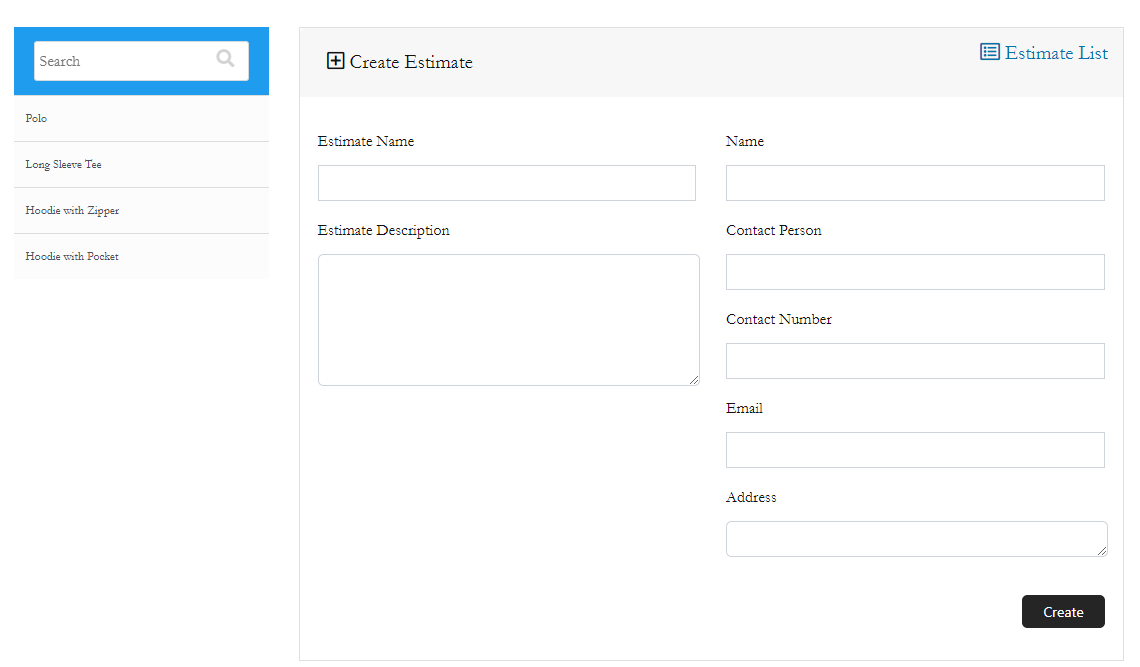 Search
Polo
Long Sleeve Tee
Hoodie with Zipper
Hoodie with Pocket
Create Estimate
Estimate List
Estimate Name
Estimate Description
Name
Contact Person
Contact Number
Email
Address
Create